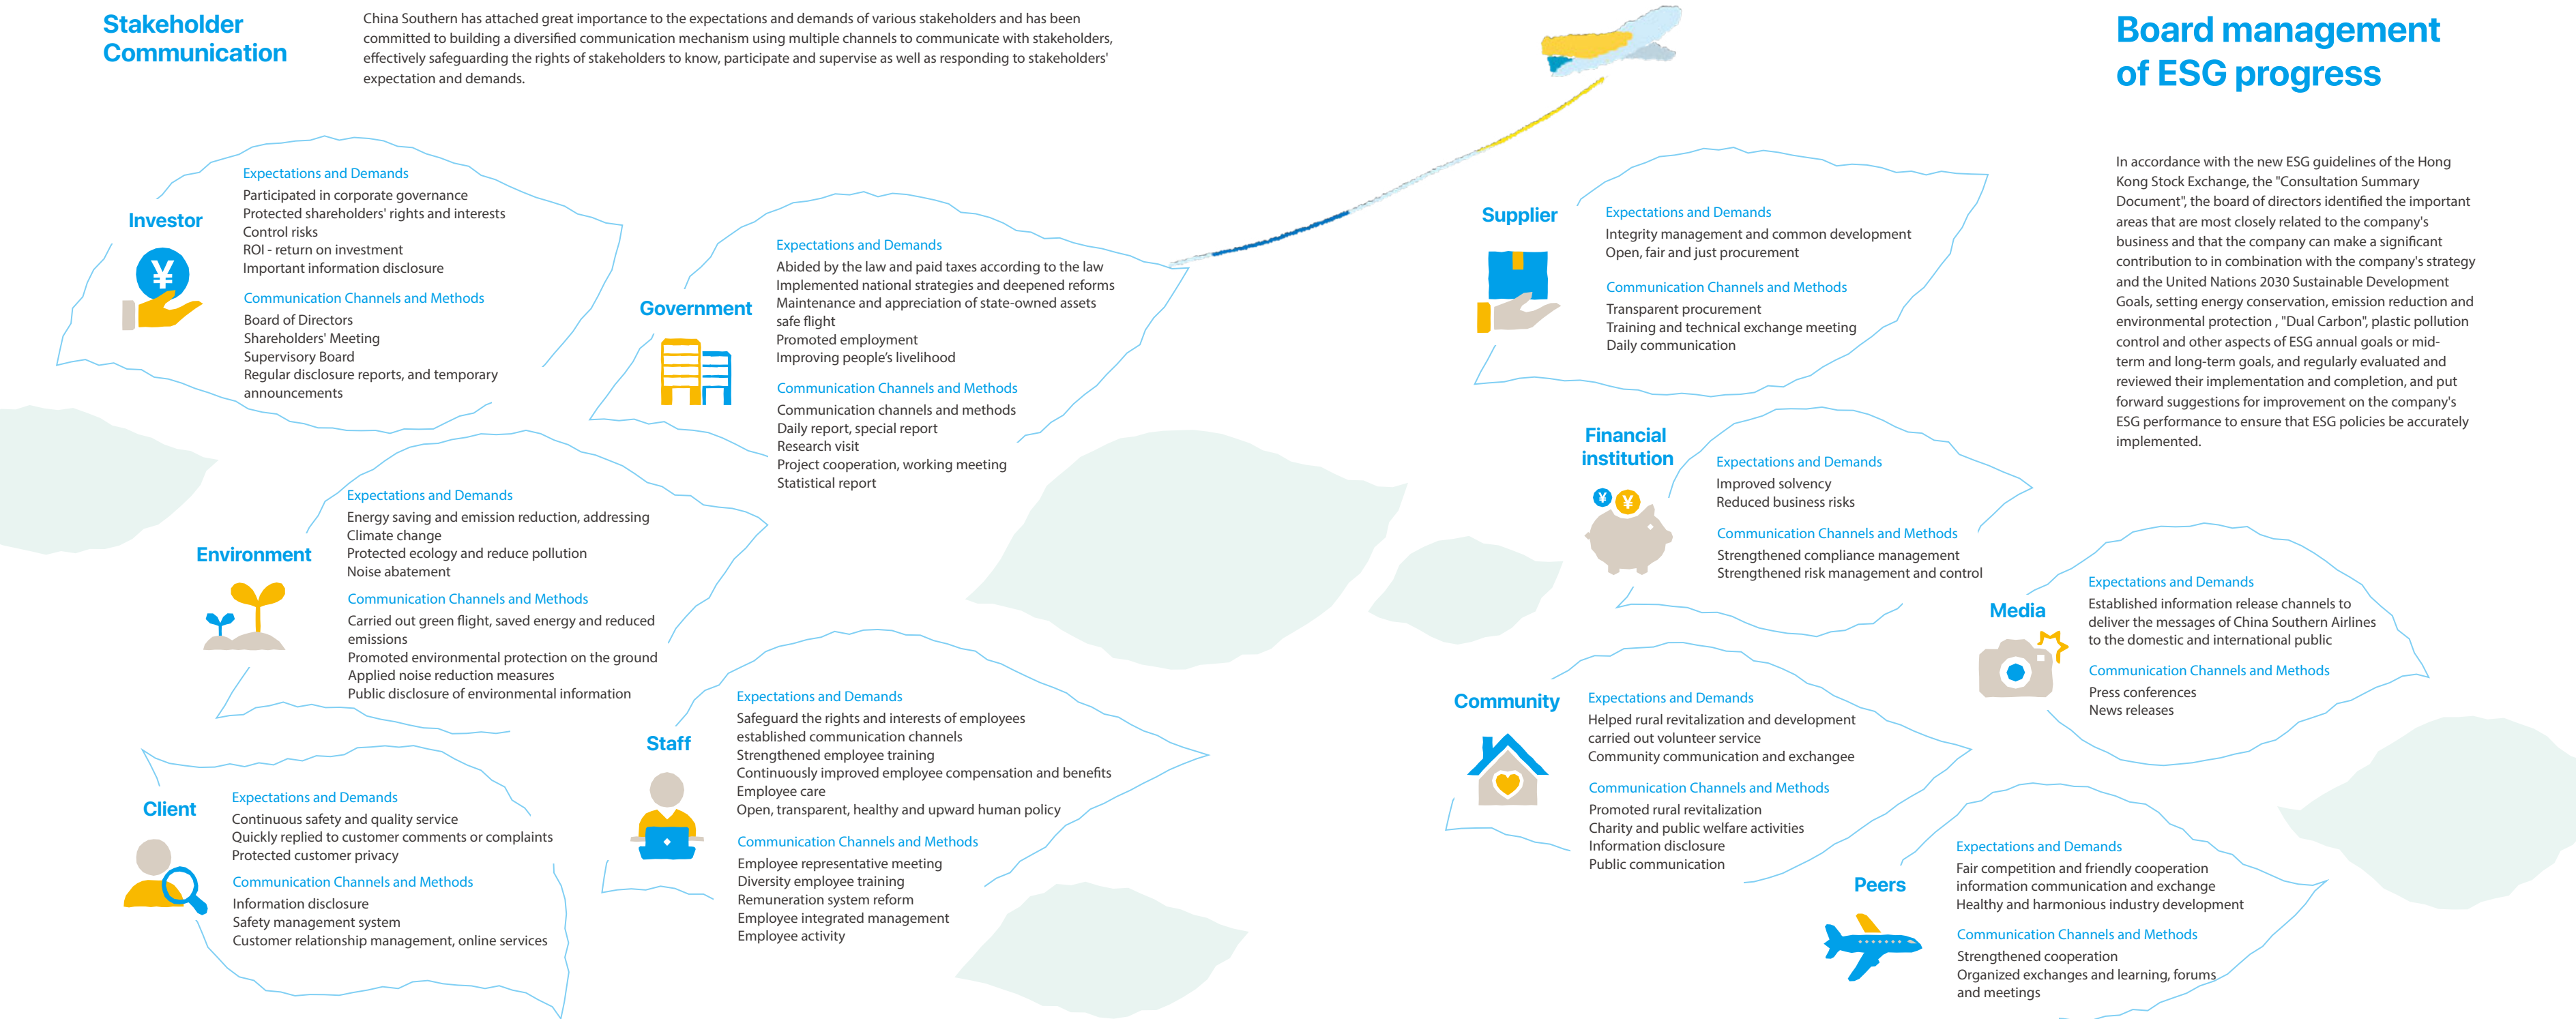 Stakeholder
Communication
China Southern has attached great importance to the expectations and demands of various stakeholders and has been
committed to building a diversified communication mechanism using multiple channels to communicate with stakeholders,
effectively safeguarding the rights of stakeholders to know, participate and supervise as well as responding to stakeholders'
expectation and demands.
Investor
¥
Expectations and Demands
Participated in corporate governance
Protected shareholders' rights and interests
Control risks
ROI - return on investment
Important information disclosure
Communication Channels and Methods
Board of Directors
Shareholders' Meeting
Supervisory Board
Regular disclosure reports, and temporary
announcements
Government
Expectations and Demands
Abided by the law and paid taxes according to the law
Implemented national strategies and deepened reforms
Maintenance and appreciation of state-owned assets
safe flight
Promoted employment
Improving people’s livelihood
Communication Channels and Methods
Communication channels and methods
Daily report, special report
Research visit
Project cooperation, working meeting
Statistical report
Environment
Expectations and Demands
Energy saving and emission reduction, addressing
Climate change
Protected ecology and reduce pollution
Noise abatement
Communication Channels and Methods
Carried out green flight, saved energy and reduced
emissions
Promoted environmental protection on the ground
Applied noise reduction measures
Public disclosure of environmental information
Staff
Expectations and Demands
Safeguard the rights and interests of employees
established communication channels
Strengthened employee training
Continuously improved employee compensation and benefits
Employee care
Open, transparent, healthy and upward human policy
Communication Channels and Methods
Employee representative meeting
Diversity employee training
Remuneration system reform
Employee integrated management
Employee activity
Client
Expectations and Demands
Continuous safety and quality service
Quickly replied to customer comments or complaints
Protected customer privacy
Communication Channels and Methods
Information disclosure
Safety management system
Customer relationship management, online services
Supplier
Expectations and Demands
Integrity management and common development
Open, fair and just procurement
Communication Channels and Methods
Transparent procurement
Training and technical exchange meeting
Daily communication
Financial
institution
¥ ¥
Expectations and Demands
Improved solvency
Reduced business risks
Communication Channels and Methods
Strengthened compliance management
Strengthened risk management and control
Media
Expectations and Demands
Established information release channels to
deliver the messages of China Southern Airlines
to the domestic and international public
Communication Channels and Methods
Press conferences
News releases
Community
Expectations and Demands
Helped rural revitalization and development
carried out volunteer service
Community communication and exchangee
Communication Channels and Methods
Promoted rural revitalization
Charity and public welfare activities
Information disclosure
Public communication
Peers
Expectations and Demands
Fair competition and friendly cooperation
information communication and exchange
Healthy and harmonious industry development
Communication Channels and Methods
Strengthened cooperation
Organized exchanges and learning, forums
and meetings
Board management
of ESG progress
In accordance with the new ESG guidelines of the Hong
Kong Stock Exchange, the "Consultation Summary
Document", the board of directors identified the important
areas that are most closely related to the company's
business and that the company can make a significant
contribution to in combination with the company's strategy
and the United Nations 2030 Sustainable Development
Goals, setting energy conservation, emission reduction and
environmental protection , "Dual Carbon", plastic pollution
control and other aspects of ESG annual goals or mid-
term and long-term goals, and regularly evaluated and
reviewed their implementation and completion, and put
forward suggestions for improvement on the company's
ESG performance to ensure that ESG policies be accurately
implemented.